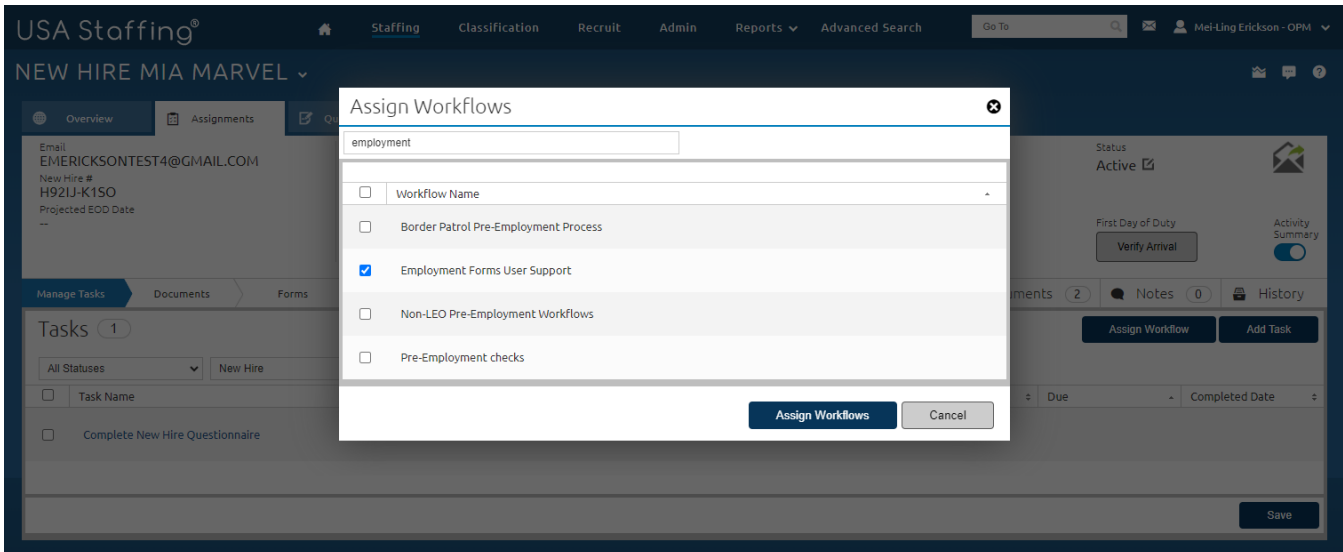 USA Staffing®
Staffing Classification Recruit Admin Reports Advanced Search Go To Mei-Ling Erickson - OPM
NEW HIRE MIA MARVEL
Overview Assignments Qu
Assign Workflows
employment
Workflow Name
Border Patrol Pre-Employment Process
Employment Forms User Support
Non-LEO Pre-Employment Workflows
Pre-Employment checks
Assign Workflows Cancel
Email
EMERICKSONTEST4@GMAIL.COM
New Hire #
H92IJ-K1SO
Projected EOD Date
--
Status
Active
First Day of Duty
Verify Arrival
Activity
Summary
Manage Tasks Documents Forms uments 2 Notes 0 History
Tasks 1 Assign Workflow Add Task
All Statuses New Hire
Task Name Due Completed Date
Complete New Hire Questionnaire
Save